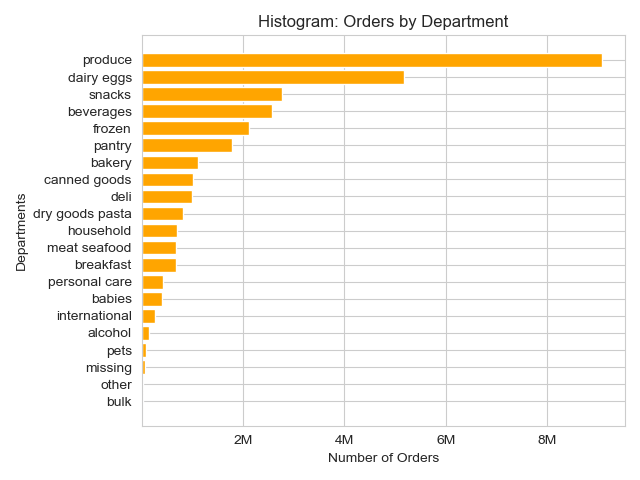 Histogram: Orders by Department
produce
dairy eggs
snacks
beverages
frozen
pantry
bakery
canned goods
deli
dry goods pasta
household
meat seafood
breakfast
personal care
babies
international
alcohol
pets
missing
other
bulk
Departments
2M 4M 6M 8M
Number of Orders